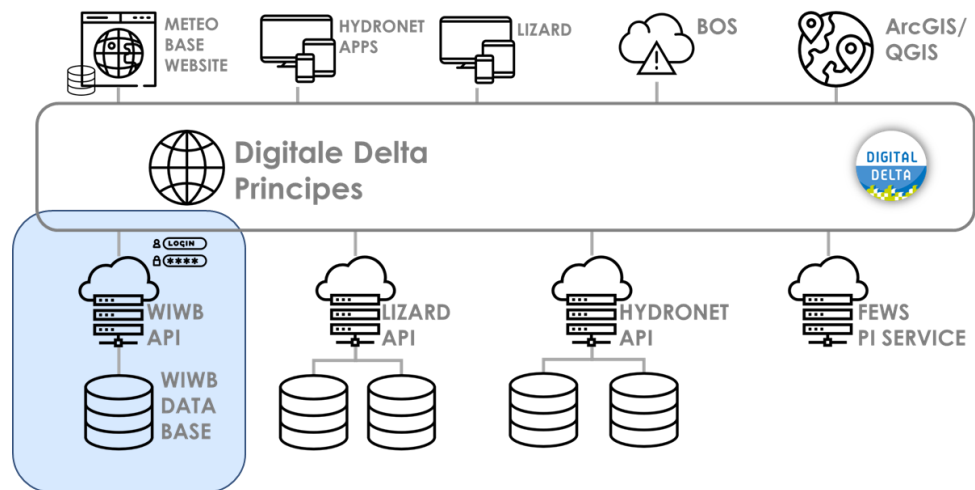 METEO
BASE
WEBSITE
HYDRONET
APPS
LIZARD
BOS
ArcGIS/
QGIS
Digitale Delta
Principes
DIGITAL
DELTA
LOGIN
****
WIWB
API
LIZARD
API
HYDRONET
API
FEWS
PI SERVICE
WIWB
DATA
BASE